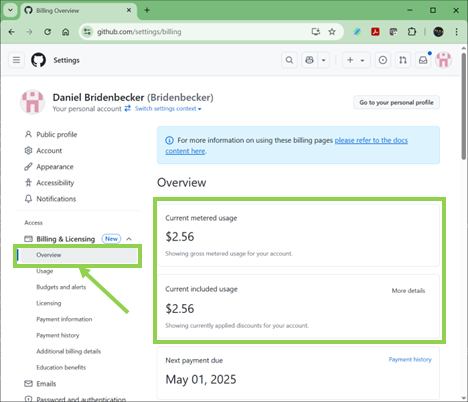 Billing Overview
github.com/settings/billing
Settings
Daniel Bridenbecker (Bridenbecker)
Your personal account
Switch settings context
Go to your personal profile
Public profile
Account
Appearance
Accessibility
Notifications
Access
Billing & Licensing New
Overview
Usage
Budgets and alerts
Licensing
Payment information
Payment history
Additional billing details
Education benefits
Emails
Password and authentication
For more information on using these billing pages please refer to the docs
content here.
Overview
Current metered usage
$2.56
Showing gross metered usage for your account.
Current included usage
More details
$2.56
Showing currently applied discounts for your account.
Next payment due
Payment history
May 01, 2025